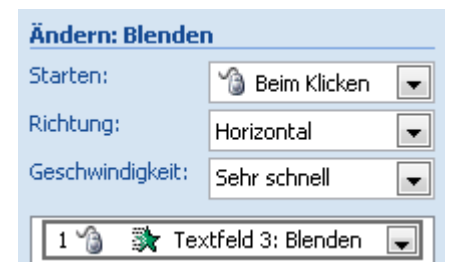 Ändern: Blenden
Starten: Beim Klicken
Richtung: Horizontal
Geschwindigkeit: Sehr schnell
1 Textfeld 3: Blenden